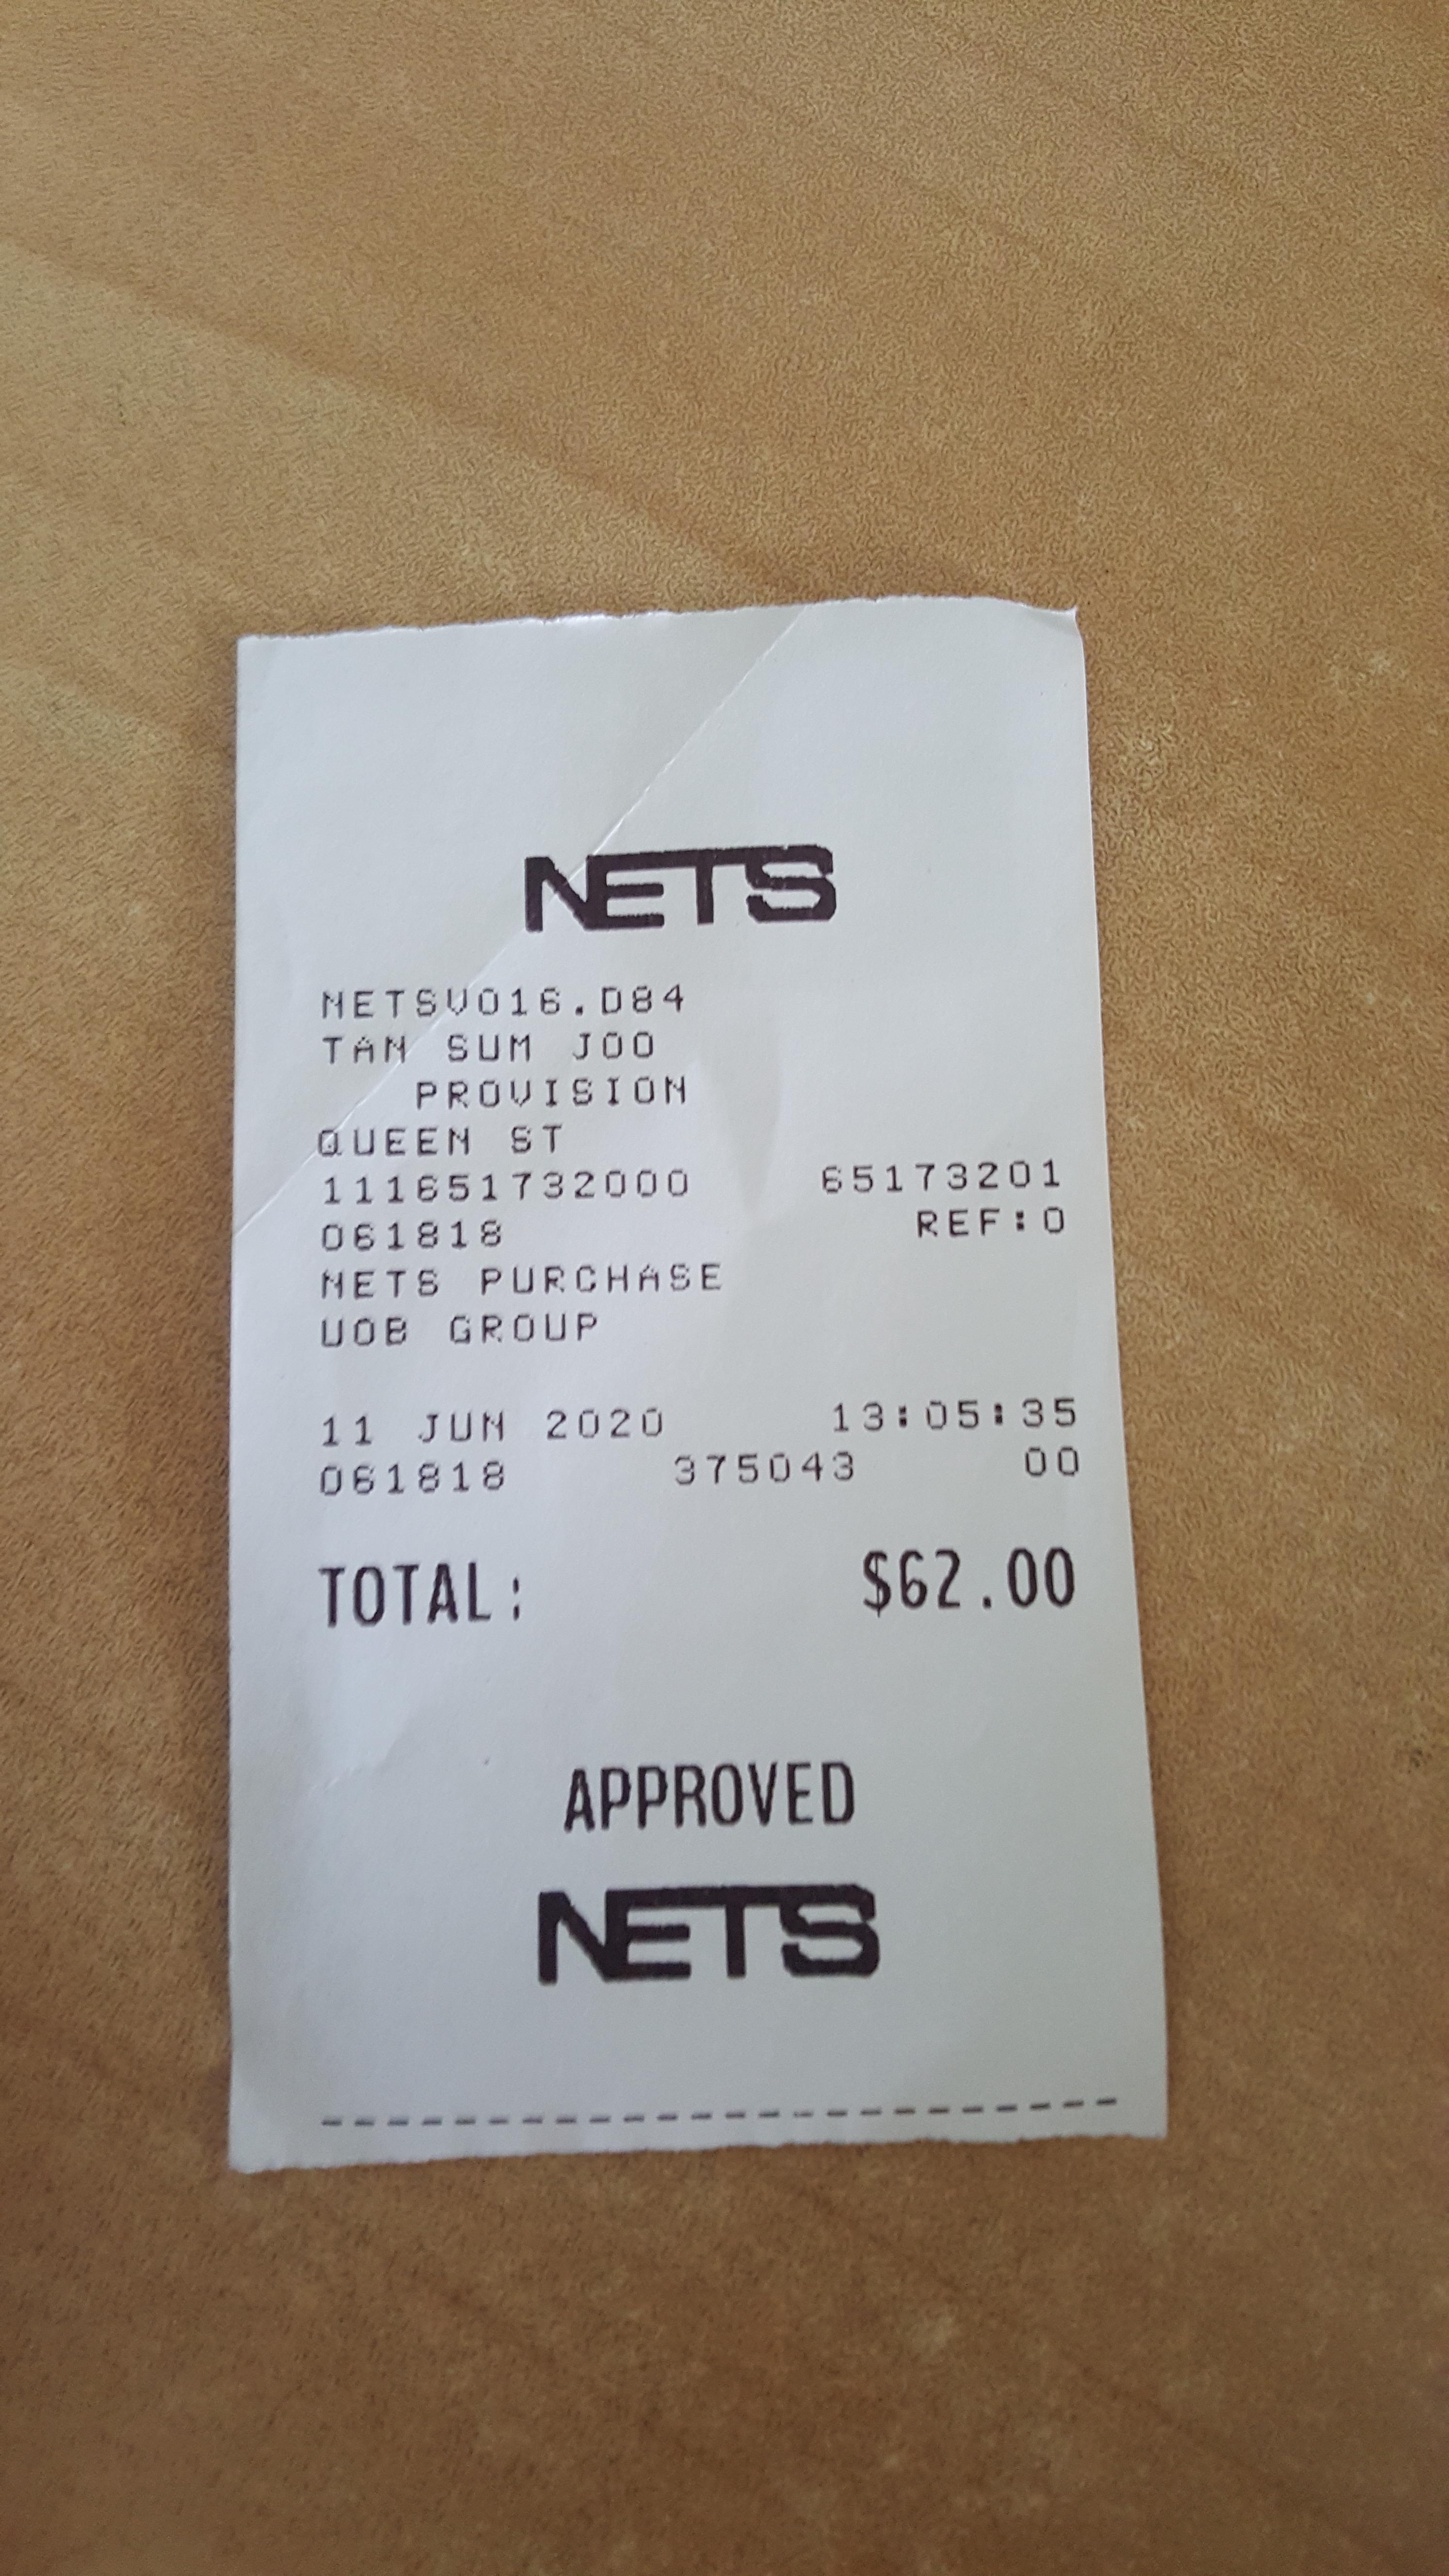 NETS
NETSV016.D84
TAN SUM JOO
PROVISION
QUEEN ST
111651732000 65173201
061818 REF:0
NETS PURCHASE
UOB GROUP
11 JUN 2020 13:05:35
061818 375043 00
TOTAL: $62.00
APPROVED
NETS